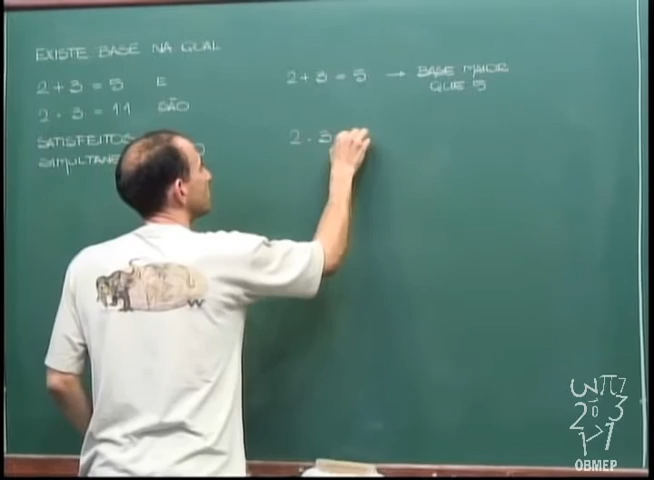 EXISTE BASE NA QUAL
2 + 3 = 5 E
2 · 3 = 11 SÃO
SATISFEITOS
SIMULTANE
2 + 3 = 5 → BASE MAIOR
QUE 5
2 · 3
OBMEP